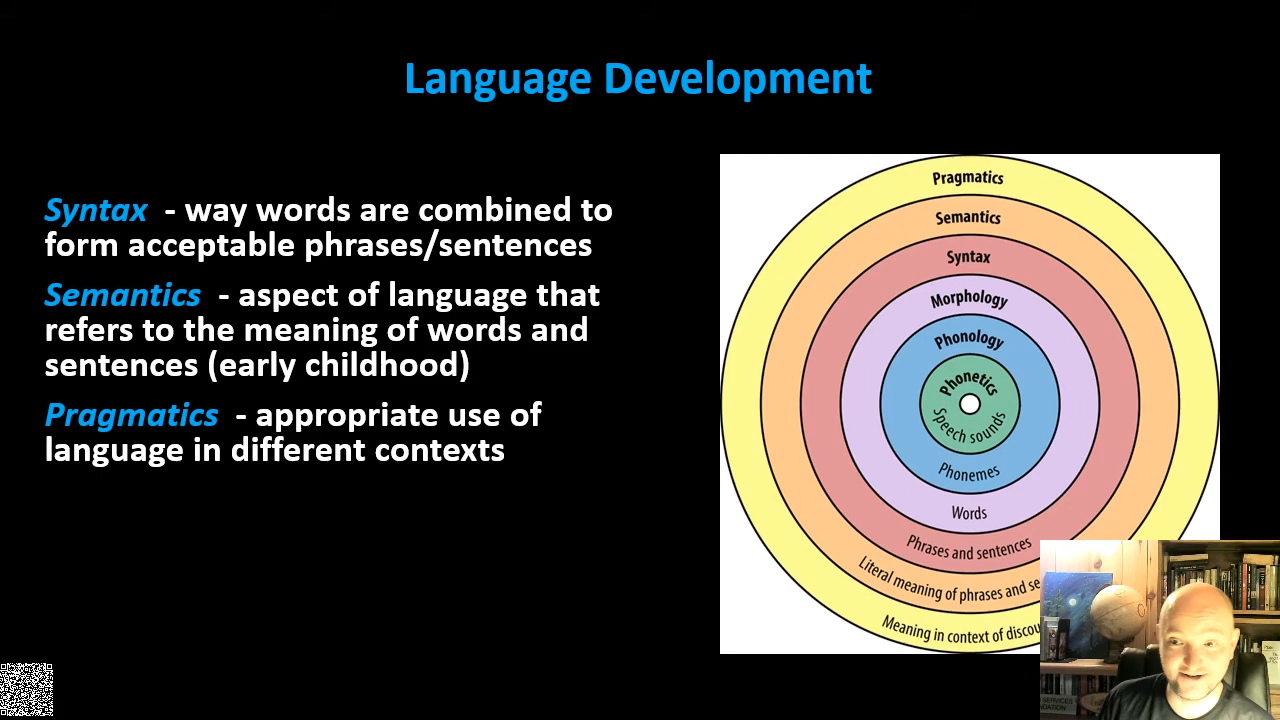 Language Development
Syntax - way words are combined to
form acceptable phrases/sentences
Semantics - aspect of language that
refers to the meaning of words and
sentences (early childhood)
Pragmatics - appropriate use of
language in different contexts
Pragmatics
Semantics
Syntax
Morphology
Phonology
Phonetics
Speech sounds
Phonemes
Words
Phrases and sentences
Literal meaning of phrases and se
Meaning in context of discou